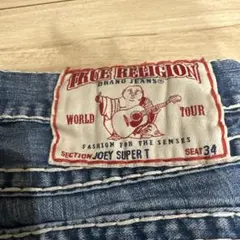 TRUE RELIGION
BRAND JEANS®
WORLD TOUR
FASHION FOR THE SENSES
SECTION JOEY SUPER T SEAT 34